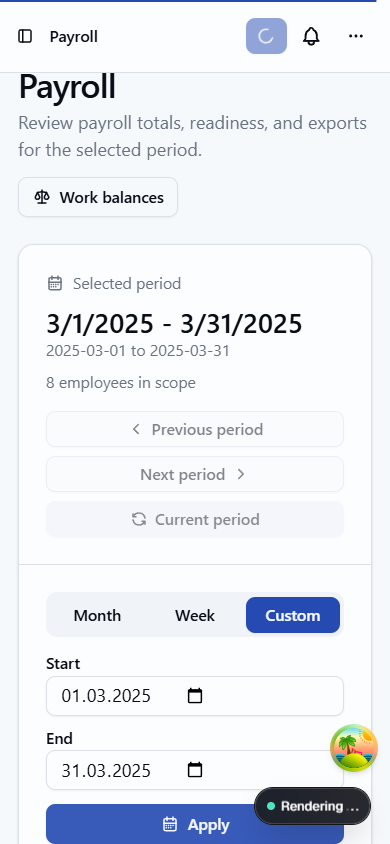 Payroll
Payroll
Review payroll totals, readiness, and exports
for the selected period.
Work balances
Selected period
3/1/2025 - 3/31/2025
2025-03-01 to 2025-03-31
8 employees in scope
Previous period
Next period
Current period
Month
Week
Custom
Start
01.03.2025
End
31.03.2025
Apply
Rendering ...